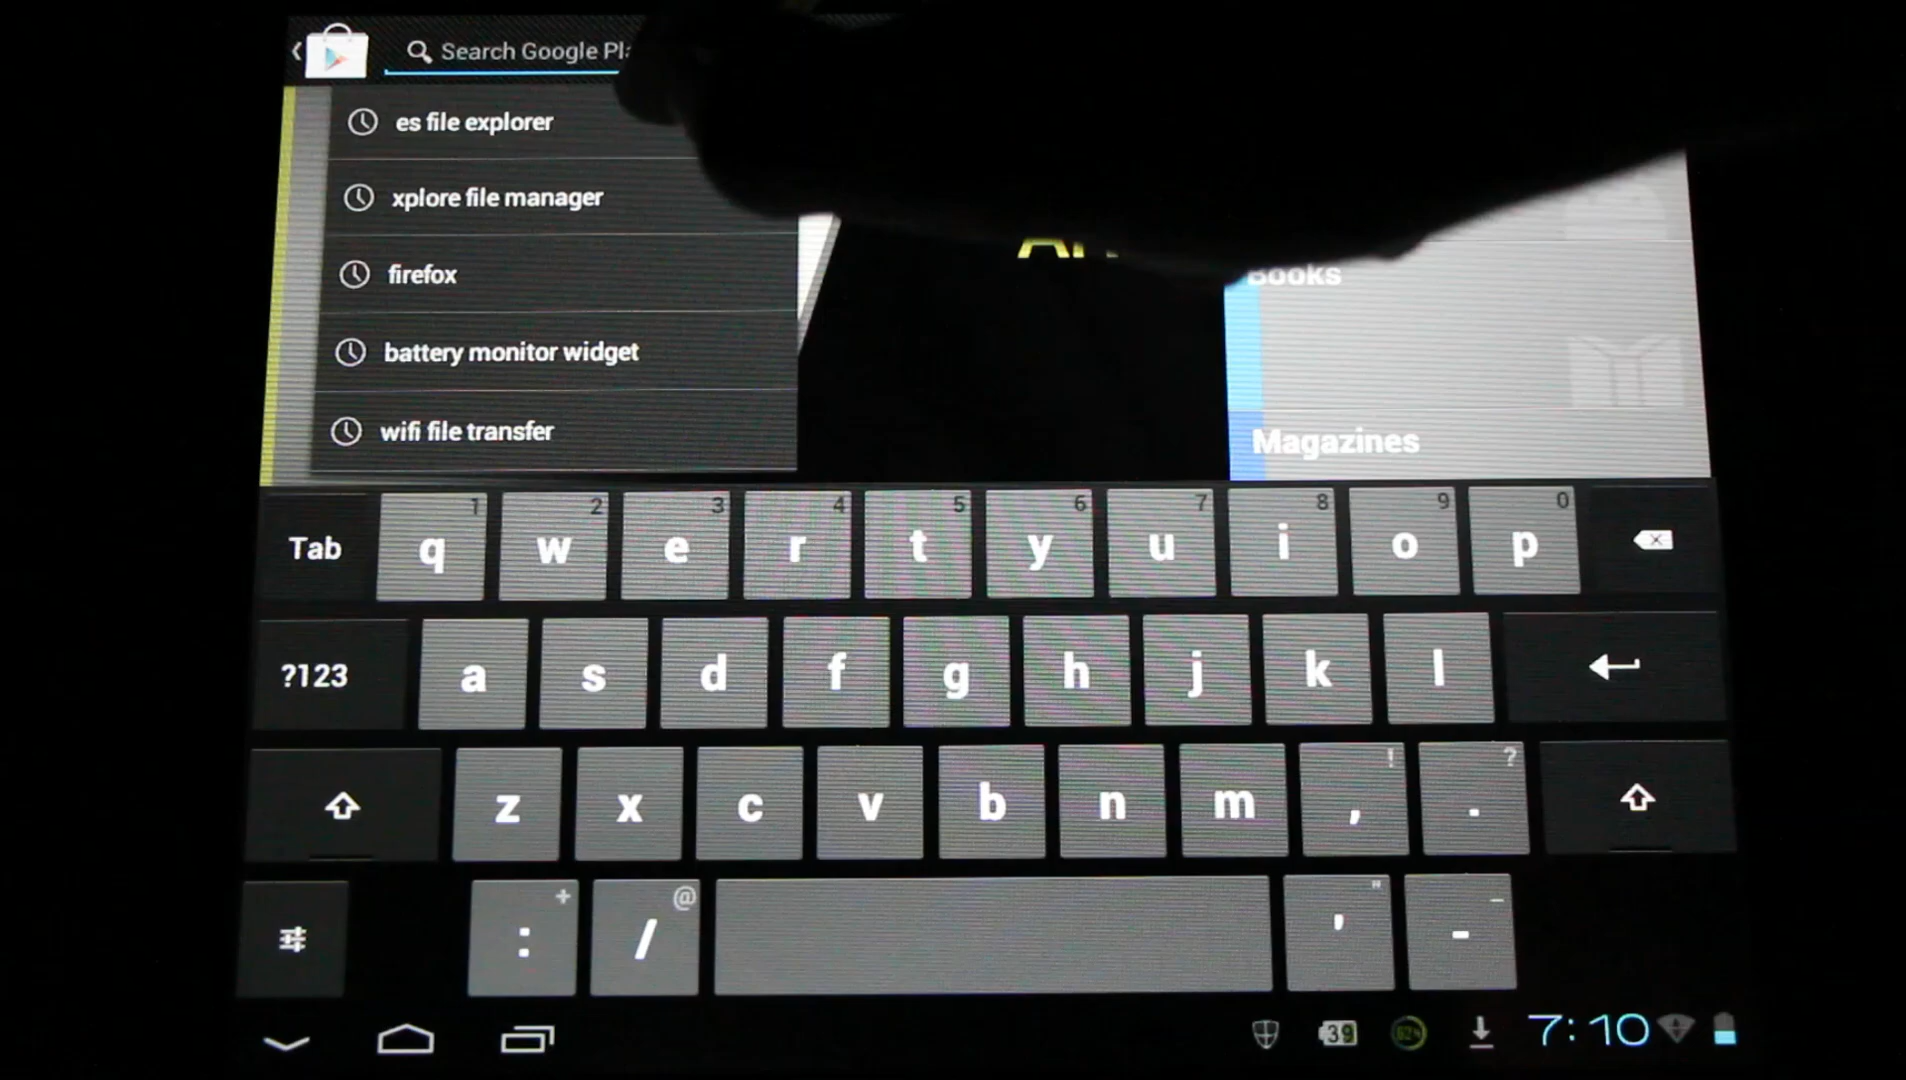 Search Google Pla
es file explorer
xplore file manager
firefox
battery monitor widget
wifi file transfer
Books
Magazines
Tab
1 2 3 4 5 6 7 8 9 0
q w e r t y u i o p
?123
a s d f g h j k l
! ?
z x c v b n m , .
+ @ " _
: / ' -
39
7:10